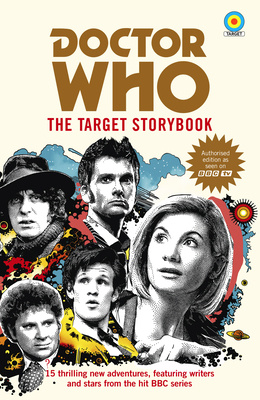 TARGET
DOCTOR
WHO
THE TARGET STORYBOOK
Authorised
edition as
seen on
BBC TV
15 thrilling new adventures, featuring writers
and stars from the hit BBC series